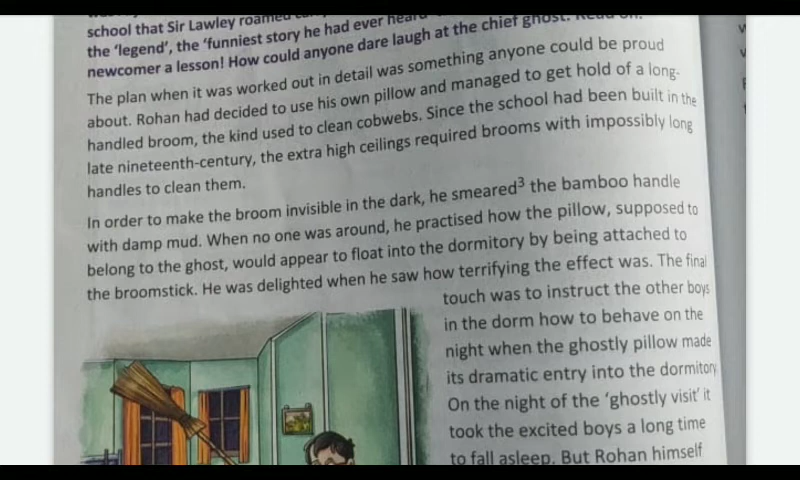 school that Sir Lawley roamed
the 'legend', the 'funniest story he had ever heard
newcomer a lesson! How could anyone dare laugh at the chief ghost. Read on.
The plan when it was worked out in detail was something anyone could be proud
about. Rohan had decided to use his own pillow and managed to get hold of a long-
handled broom, the kind used to clean cobwebs. Since the school had been built in the
late nineteenth-century, the extra high ceilings required brooms with impossibly long
handles to clean them.
In order to make the broom invisible in the dark, he smeared³ the bamboo handle
with damp mud. When no one was around, he practised how the pillow, supposed to
belong to the ghost, would appear to float into the dormitory by being attached to
the broomstick. He was delighted when he saw how terrifying the effect was. The final
touch was to instruct the other boys
in the dorm how to behave on the
night when the ghostly pillow made
its dramatic entry into the dormitory
On the night of the 'ghostly visit' it
took the excited boys a long time
to fall asleep. But Rohan himself